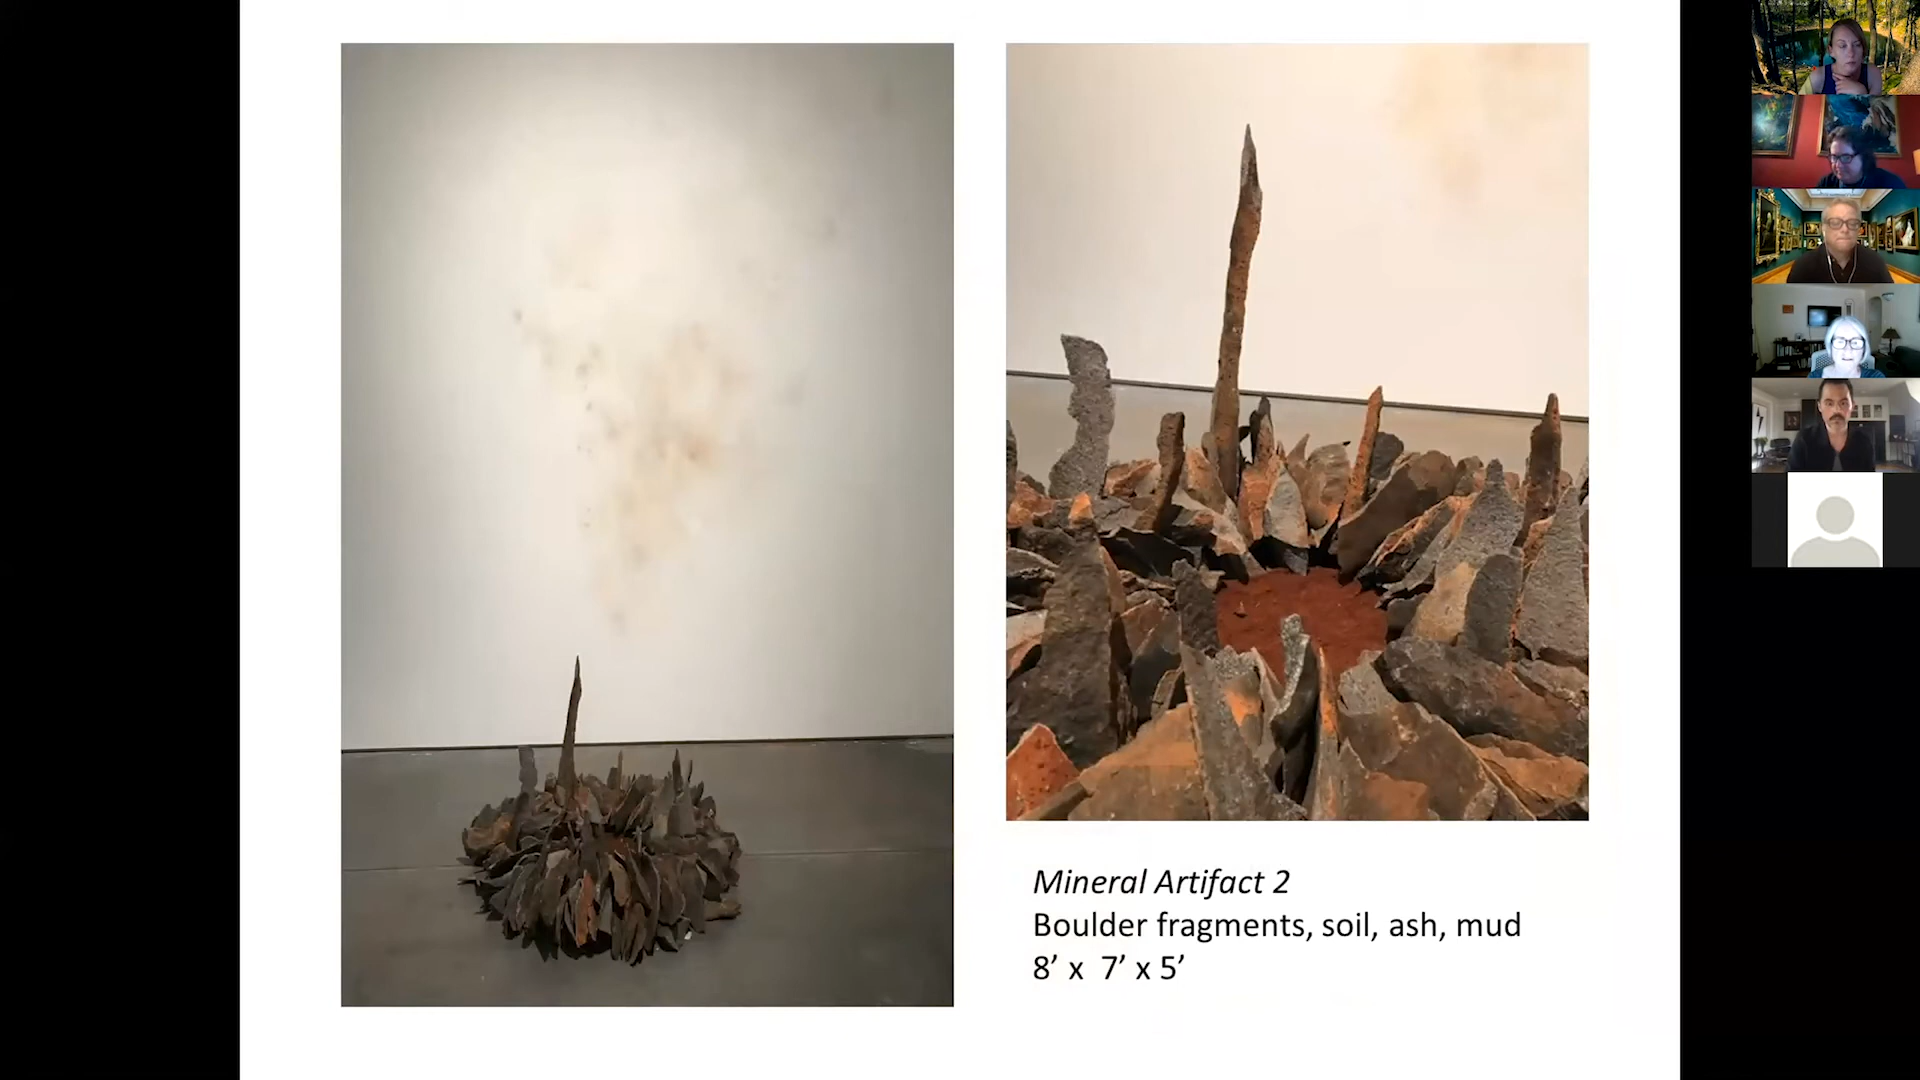 Mineral Artifact 2
Boulder fragments, soil, ash, mud
8’ x  7’ x 5’